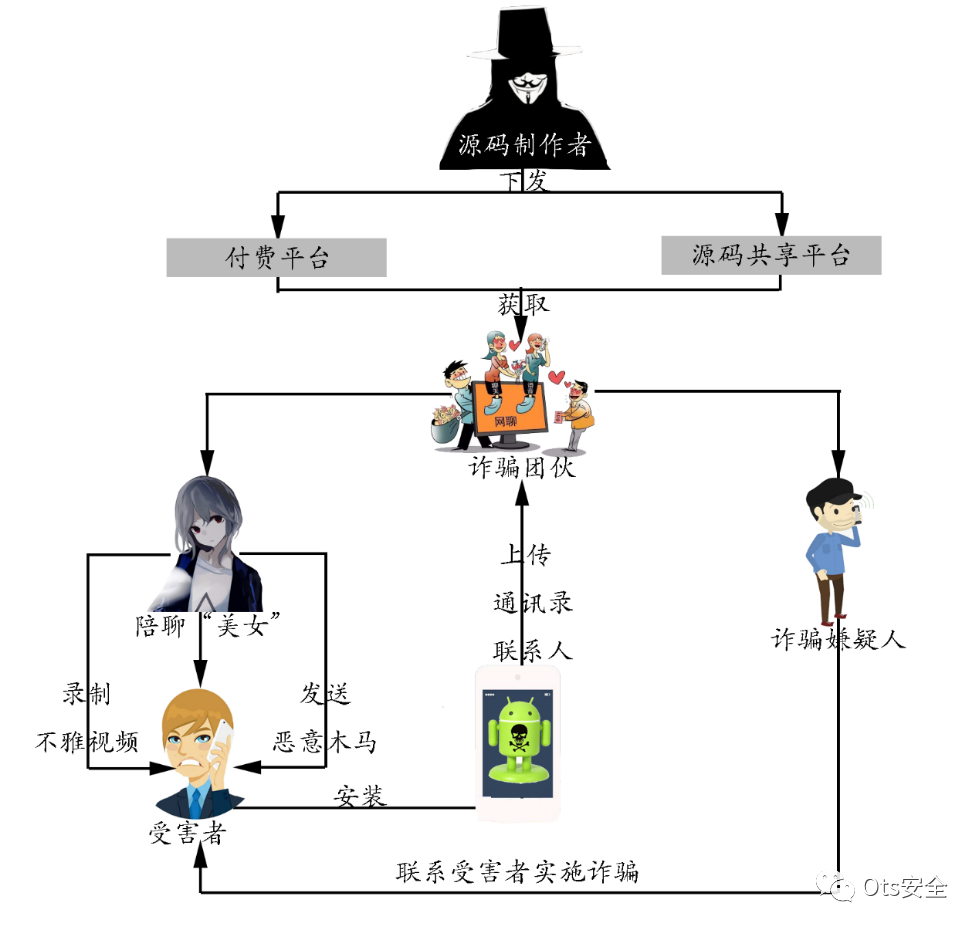 源码制作者
下发
付费平台
源码共享平台
获取
网聊
诈骗团伙
上传
通讯录
联系人
陪聊“美女”
诈骗嫌疑人
录制
不雅视频
发送
恶意木马
安装
受害者
联系受害者实施诈骗
Ots安全